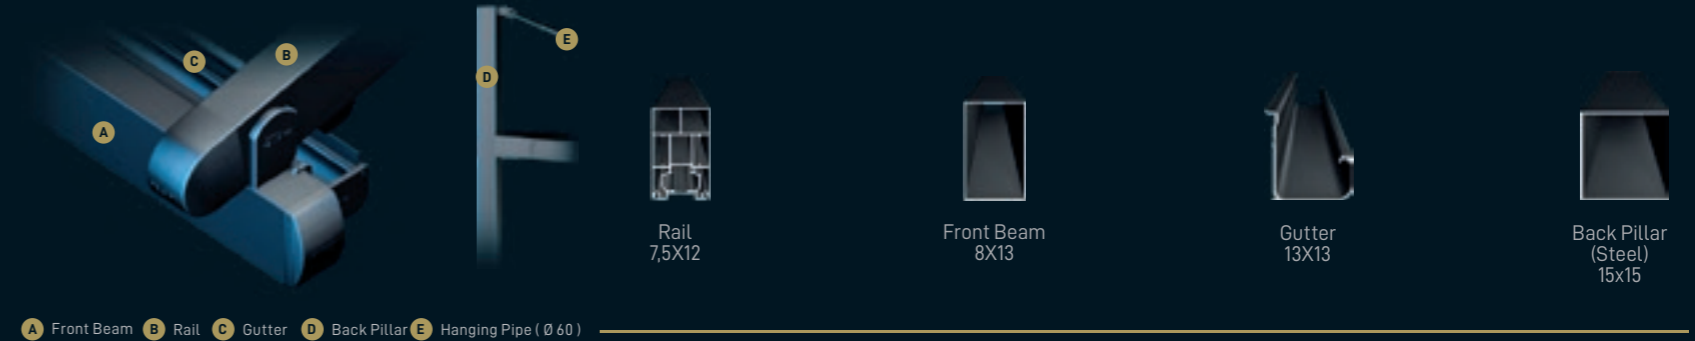 C
B
A
E
D
Rail
7,5X12
Front Beam
8X13
Gutter
13X13
Back Pillar
(Steel)
15x15
A Front Beam B Rail C Gutter D Back Pillar E Hanging Pipe ( Ø 60 )